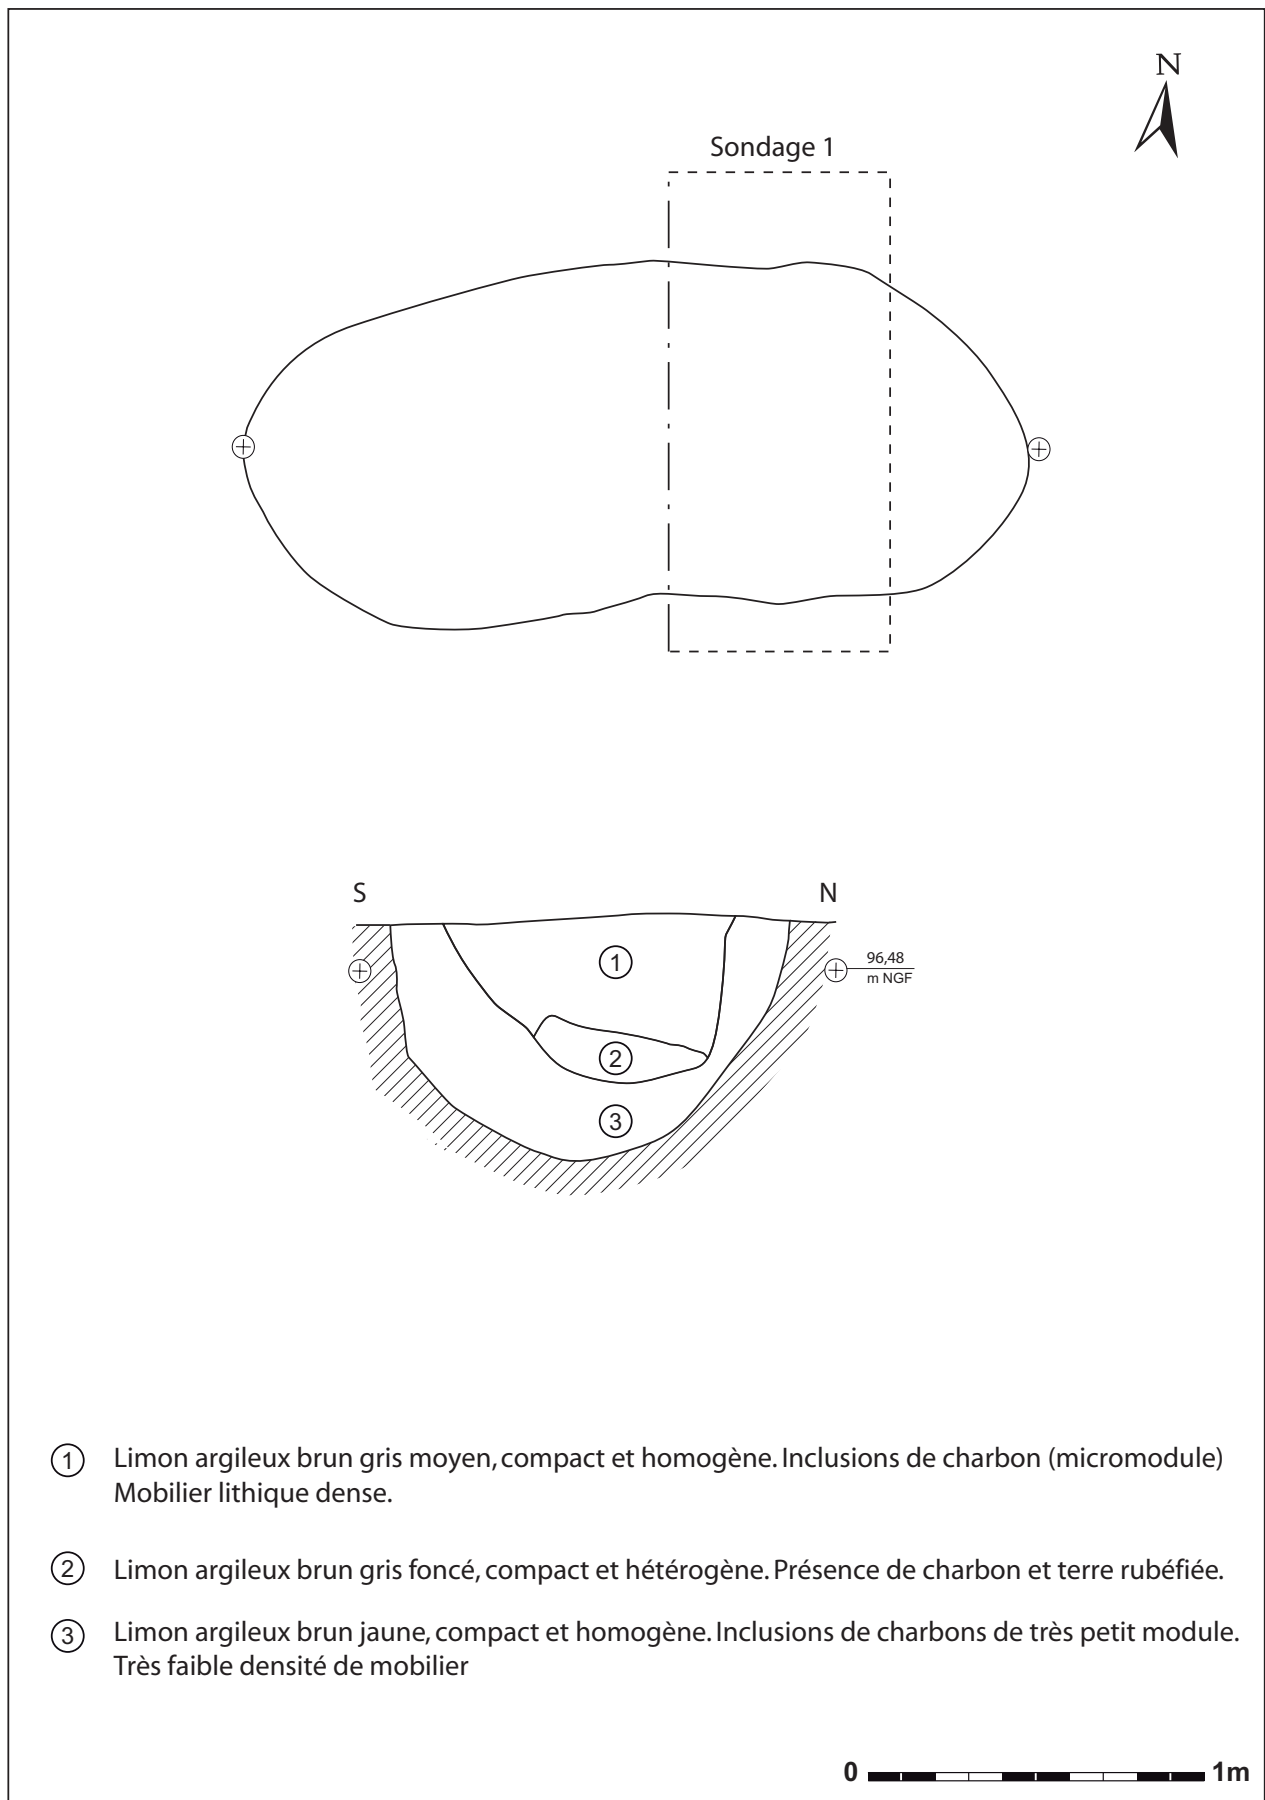 N
Sondage 1
S
N
1
96,48
m NGF
2
3
1 Limon argileux brun gris moyen, compact et homogène. Inclusions de charbon (micromodule)
Mobilier lithique dense.
2 Limon argileux brun gris foncé, compact et hétérogène. Présence de charbon et terre rubéfiée.
3 Limon argileux brun jaune, compact et homogène. Inclusions de charbons de très petit module.
Très faible densité de mobilier
0 1m